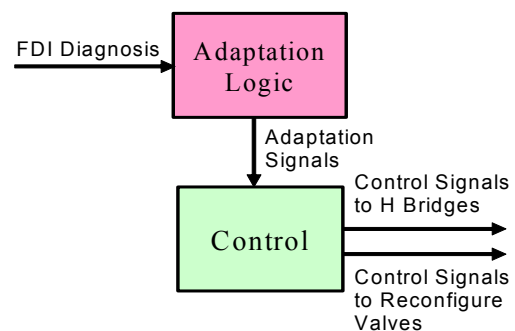 FDI Diagnosis
Adaptation
Logic
Adaptation
Signals
Control Signals
to H Bridges
Control
Control Signals
to Reconfigure
Valves